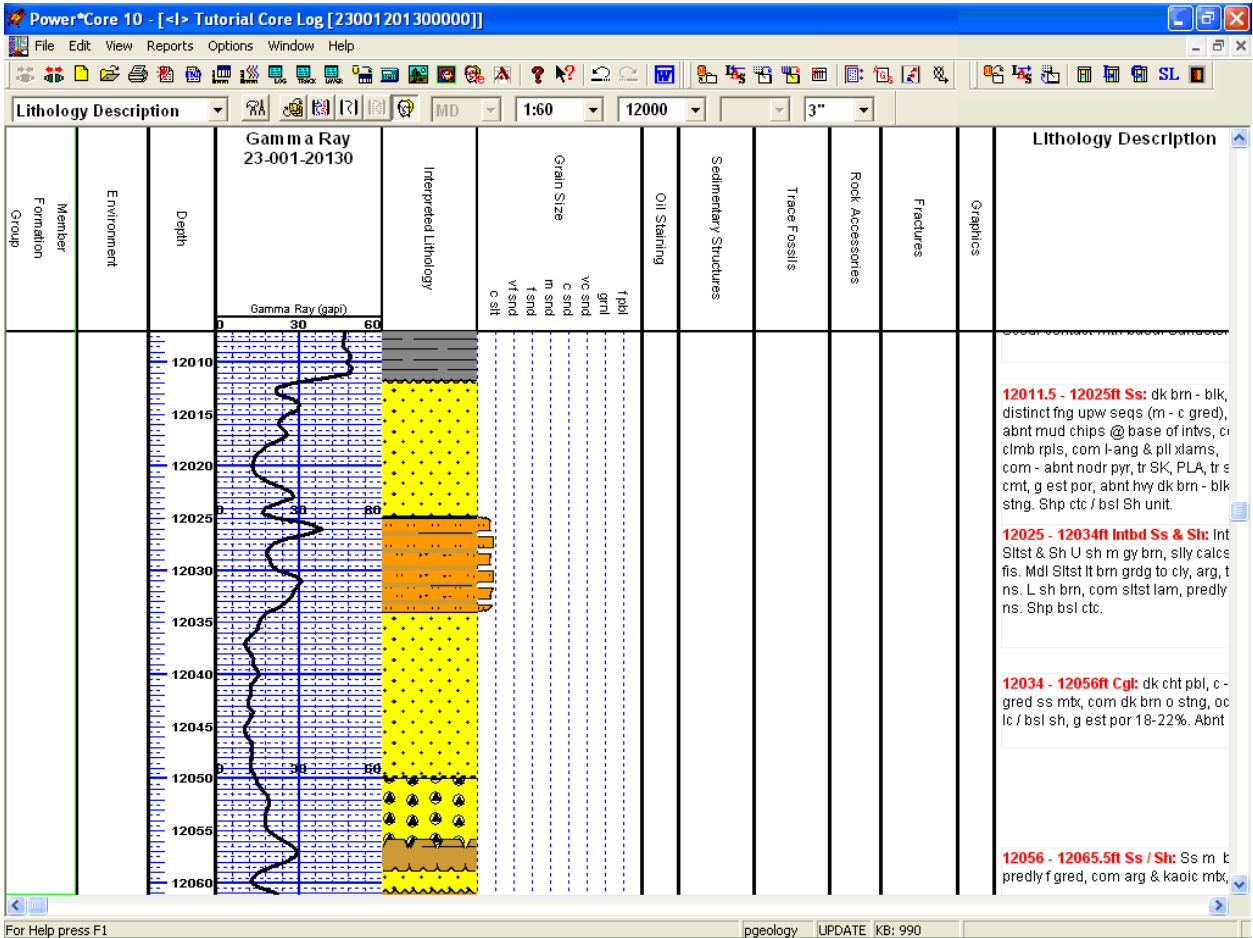 Power*Core 10 - [<I> Tutorial Core Log [23001201300000]]
File Edit View Reports Options Window Help
SL
Lithology Description MD 1:60 12000 3"
Group
Formation
Member
Environment
Depth
Gamma Ray
23-001-20130
Gamma Ray (gapi)
0 30 60
Interpreted Lithology
Grain Size
c slt
vf snd
f snd
m snd
c snd
vc snd
grnl
f pbl
Oil Staining
Sedimentary Structures
Trace Fossils
Rock Accessories
Fractures
Graphics
Lithology Description
12010
12015
12020
12025
0 30 60
12030
12035
12040
12045
12050
0 30 60
12055
12060
12011.5 - 12025ft Ss: dk brn - blk,
distinct fng upw seqs (m - c gred),
abnt mud chips @ base of intvs, c
clmb rpls, com l-ang & pll xlams,
com - abnt nodr pyr, tr SK, PLA, tr s
cmt, g est por, abnt hwy dk brn - blk
stng. Shp ctc / bsl Sh unit.
12025 - 12034ft Intbd Ss & Sh: Int
Sltst & Sh U sh m gy brn, slly calcs
fis. Mdl Sltst lt brn grdg to cly, arg, t
ns. L sh brn, com sltst lam, predly
ns. Shp bsl ctc.
12034 - 12056ft Cgl: dk cht pbl, c -
gred ss mtx, com dk brn o stng, oc
lc / bsl sh, g est por 18-22%. Abnt
12056 - 12065.5ft Ss / Sh: Ss m b
predly f gred, com arg & kaoic mtx,
For Help press F1 pgeology UPDATE KB: 990